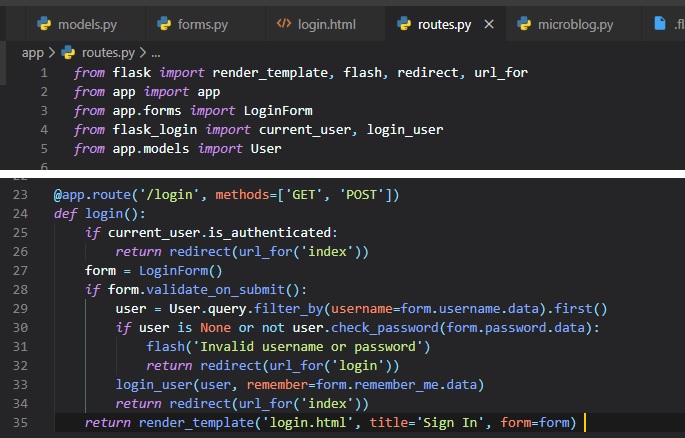 models.py forms.py login.html routes.py microblog.py .fl
app > routes.py > ...
1 from flask import render_template, flash, redirect, url_for
2 from app import app
3 from app.forms import LoginForm
4 from flask_login import current_user, login_user
5 from app.models import User
6
22
23 @app.route('/login', methods=['GET', 'POST'])
24 def login():
25 if current_user.is_authenticated:
26 return redirect(url_for('index'))
27 form = LoginForm()
28 if form.validate_on_submit():
29 user = User.query.filter_by(username=form.username.data).first()
30 if user is None or not user.check_password(form.password.data):
31 flash('Invalid username or password')
32 return redirect(url_for('login'))
33 login_user(user, remember=form.remember_me.data)
34 return redirect(url_for('index'))
35 return render_template('login.html', title='Sign In', form=form)